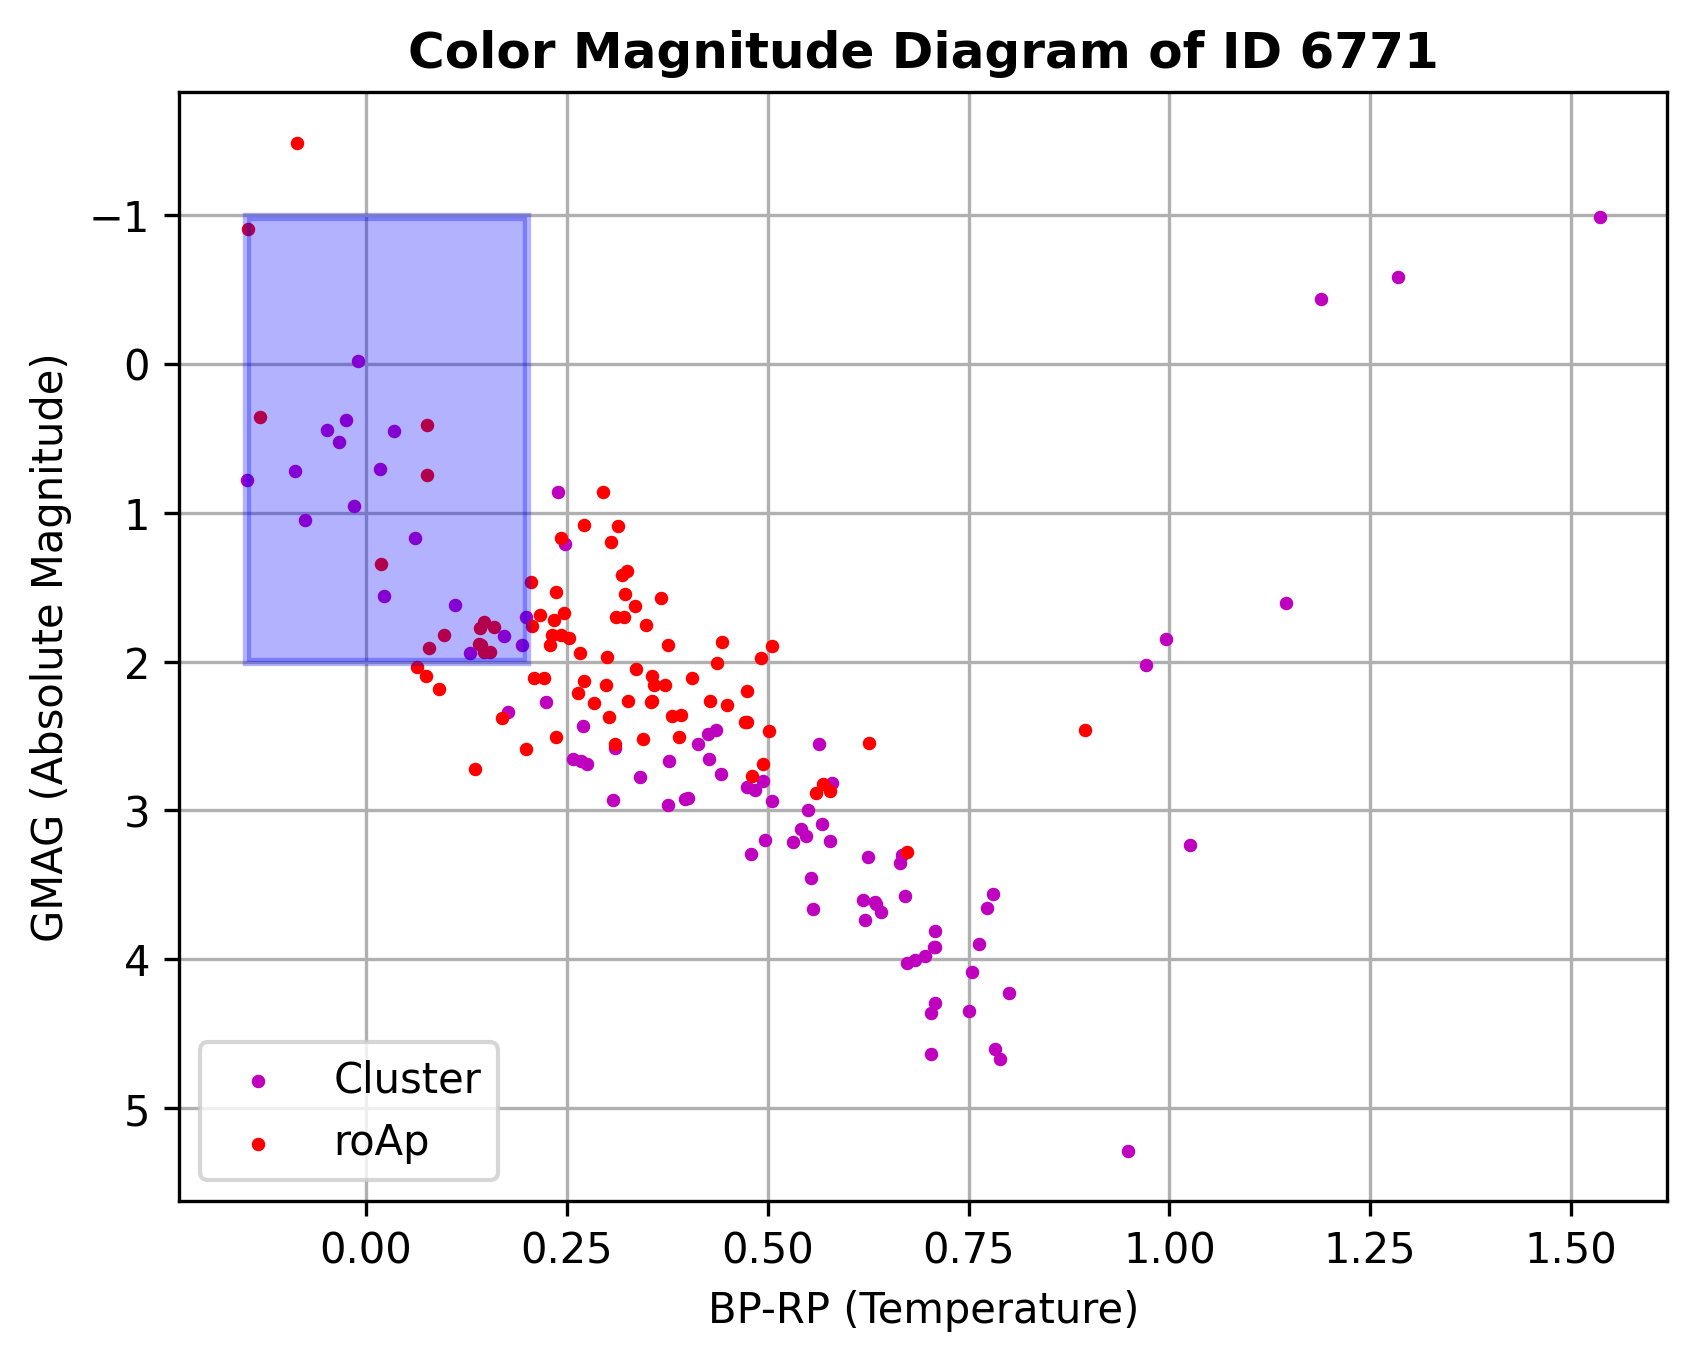 Color Magnitude Diagram of ID 6771
GMAG (Absolute Magnitude)
−1
0
1
2
3
4
5
Cluster
roAp
0.00 0.25 0.50 0.75 1.00 1.25 1.50
BP-RP (Temperature)